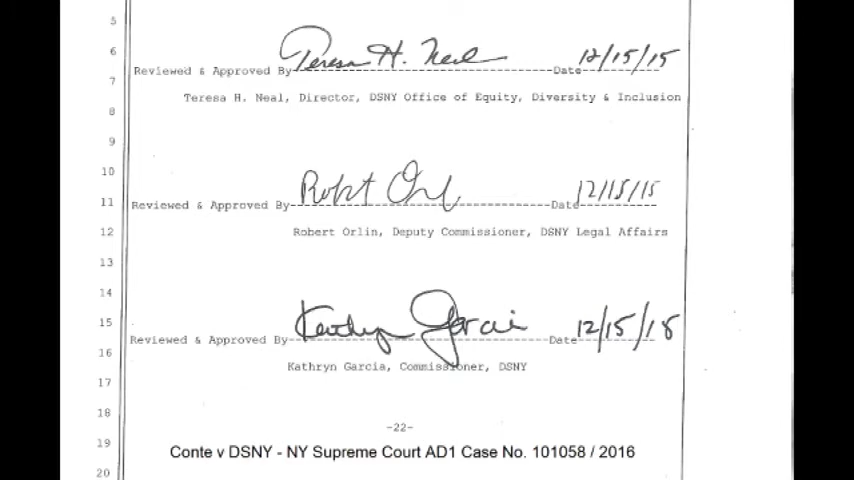 5
6
Teresa H. Neal 12/15/15
Reviewed & Approved By------------------------------------Date-----------
7
Teresa H. Neal, Director, DSNY Office of Equity, Diversity & Inclusion
8
9
10
Robert Orlin 12/15/15
11 Reviewed & Approved By------------------------------------Date-----------
12 Robert Orlin, Deputy Commissioner, DSNY Legal Affairs
13
14
15 Kathryn Garcia 12/15/15
Reviewed & Approved By------------------------------------Date-----------
16
Kathryn Garcia, Commissioner, DSNY
17
18
-22-
19
Conte v DSNY - NY Supreme Court AD1 Case No. 101058 / 2016
20